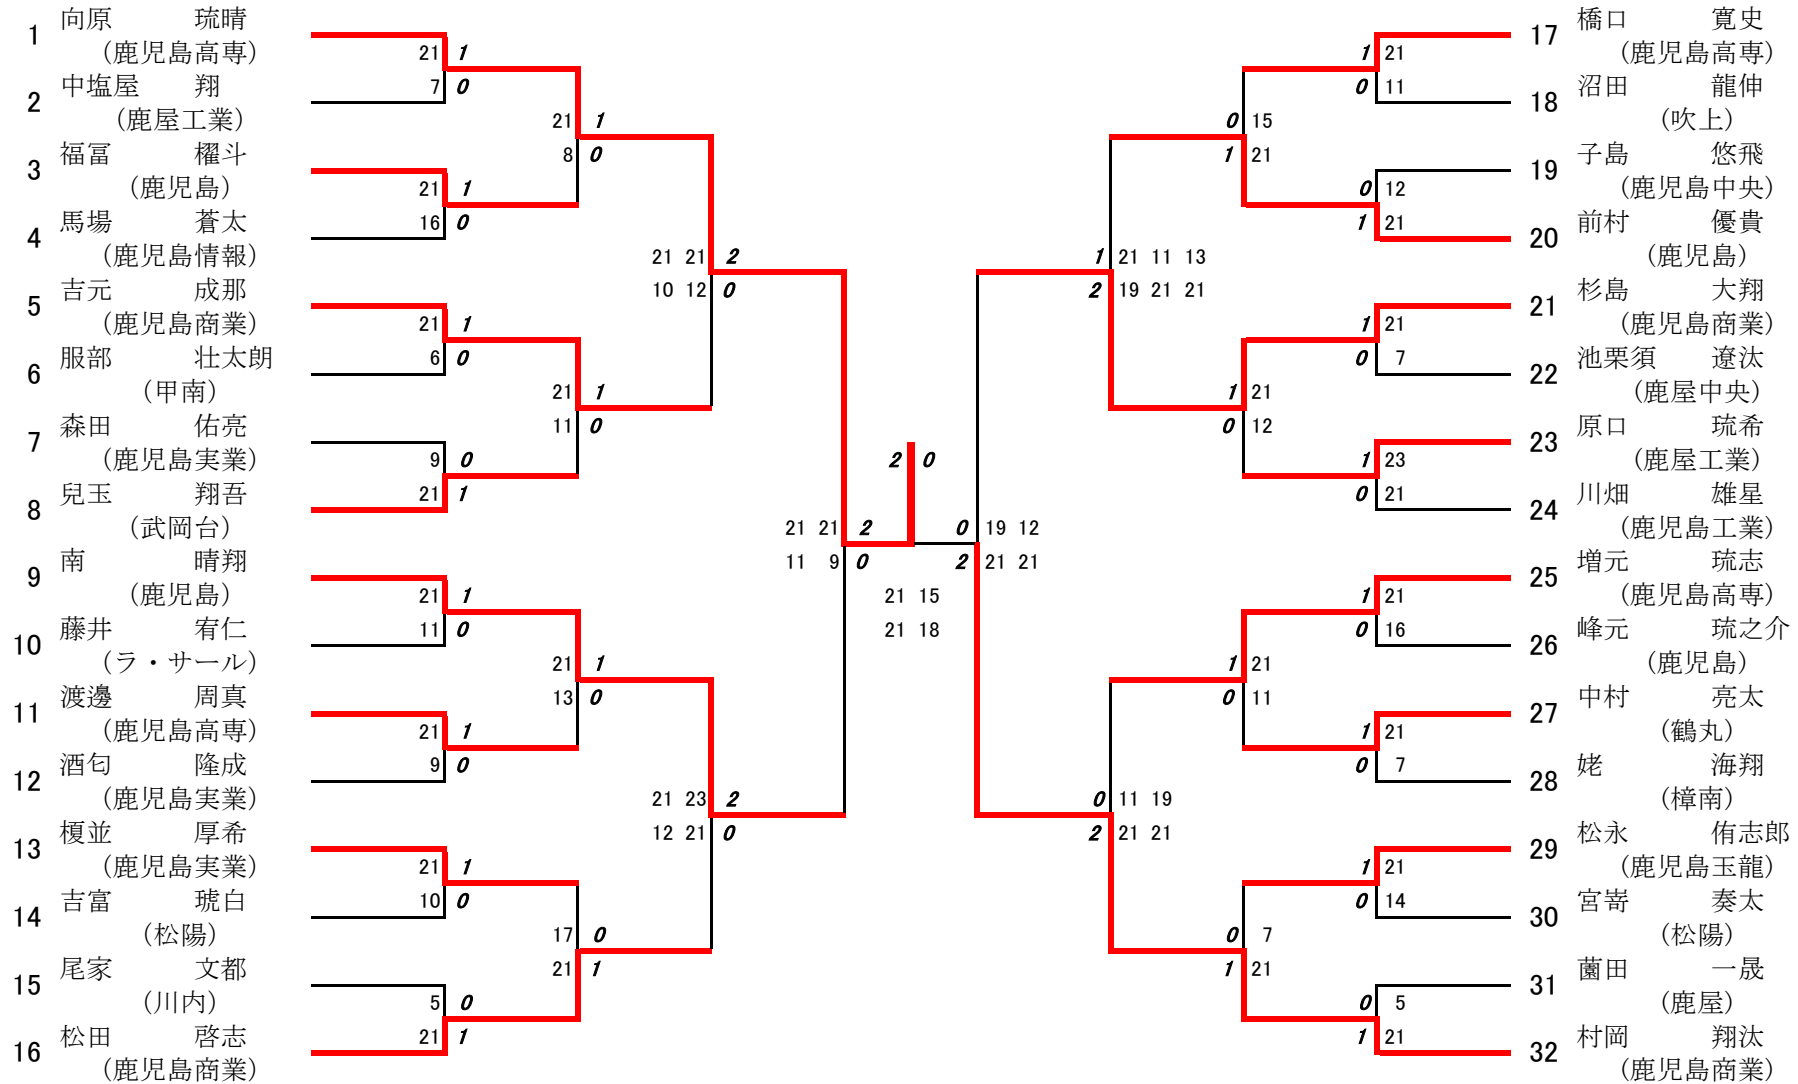 1 向原 琉晴
(鹿児島高専)
2 中塩屋 翔
(鹿屋工業)
3 福冨 櫂斗
(鹿児島)
4 馬場 蒼太
(鹿児島情報)
5 吉元 成那
(鹿児島商業)
6 服部 壮太朗
(甲南)
7 森田 佑亮
(鹿児島実業)
8 兒玉 翔吾
(武岡台)
9 南 晴翔
(鹿児島)
10 藤井 宥仁
(ラ・サール)
11 渡邊 周真
(鹿児島高専)
12 酒匂 隆成
(鹿児島実業)
13 榎並 厚希
(鹿児島実業)
14 吉富 琥白
(松陽)
15 尾家 文都
(川内)
16 松田 啓志
(鹿児島商業)
21 1
7 0
21 1
16 0
21 1
6 0
9 0
21 1
21 1
11 0
21 1
9 0
21 1
10 0
5 0
21 1
21 1
8 0
21 1
11 0
21 1
13 0
17 0
21 1
21 21 2
10 12 0
21 23 2
12 21 0
21 21 2
11 9 0
2 0
21 15
21 18
0 19 12
2 21 21
1 21 11 13
2 19 21 21
0 11 19
2 21 21
0 15
1 21
1 21
0 12
1 21
0 11
0 7
1 21
1 21
0 11
0 12
1 21
1 21
0 7
1 23
0 21
1 21
0 16
1 21
0 7
1 21
0 14
0 5
1 21
17 橋口 寛史
(鹿児島高専)
18 沼田 龍伸
(吹上)
19 子島 悠飛
(鹿児島中央)
20 前村 優貴
(鹿児島)
21 杉島 大翔
(鹿児島商業)
22 池栗須 遼汰
(鹿屋中央)
23 原口 琉希
(鹿屋工業)
24 川畑 雄星
(鹿児島工業)
25 増元 琉志
(鹿児島高専)
26 峰元 琉之介
(鹿児島)
27 中村 亮太
(鶴丸)
28 姥 海翔
(樟南)
29 松永 侑志郎
(鹿児島玉龍)
30 宮嵜 奏太
(松陽)
31 薗田 一晟
(鹿屋)
32 村岡 翔汰
(鹿児島商業)